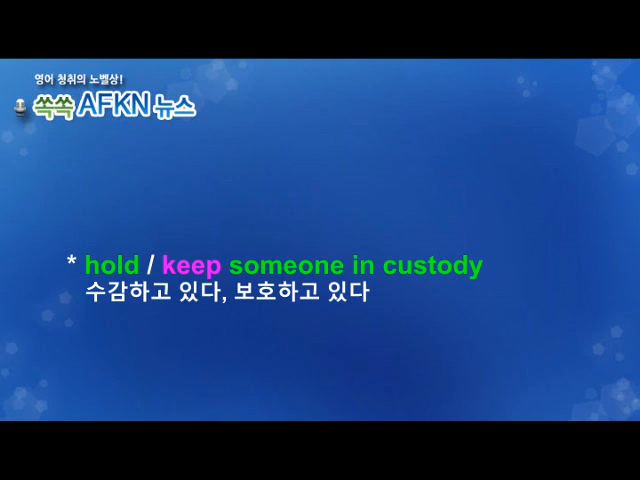 영어 청취의 노벨상!
쏙쏙 AFKN 뉴스
* hold / keep someone in custody
수감하고 있다, 보호하고 있다